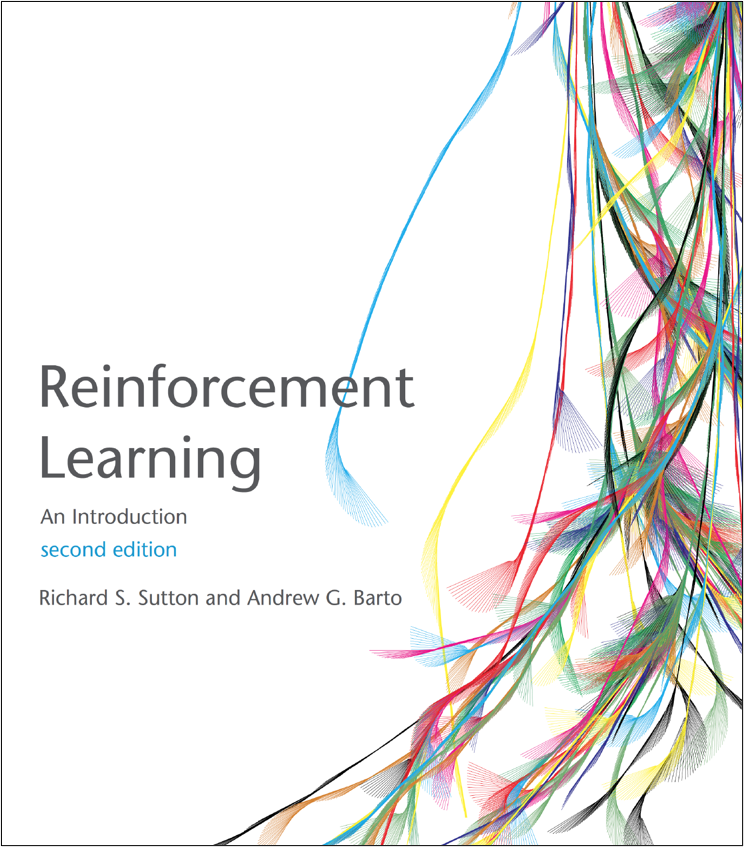 Reinforcement
Learning
An Introduction
second edition
Richard S. Sutton and Andrew G. Barto